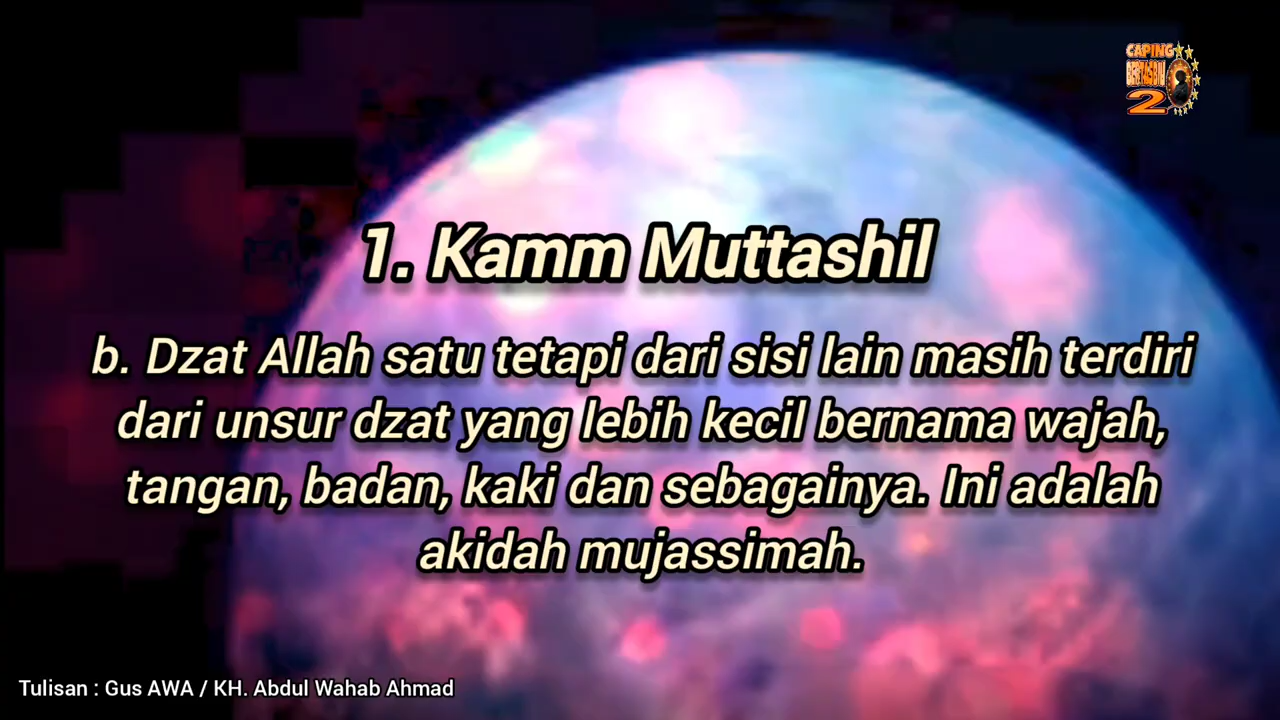 CAPING
2
1. Kamm Muttashil
b. Dzat Allah satu tetapi dari sisi lain masih terdiri
dari unsur dzat yang lebih kecil bernama wajah,
tangan, badan, kaki dan sebagainya. Ini adalah
akidah mujassimah.
Tulisan : Gus AWA / KH. Abdul Wahab Ahmad